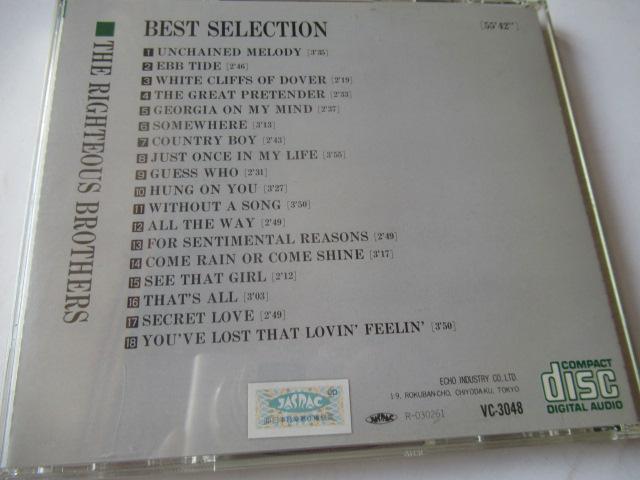 THE RIGHTEOUS BROTHERS
BEST SELECTION [55'42"]
1 UNCHAINED MELODY [3'35]
2 EBB TIDE [2'46]
3 WHITE CLIFFS OF DOVER [2'19]
4 THE GREAT PRETENDER [2'33]
5 GEORGIA ON MY MIND [2'37]
6 SOMEWHERE [3'13]
7 COUNTRY BOY [2'43]
8 JUST ONCE IN MY LIFE [3'55]
9 GUESS WHO [2'31]
10 HUNG ON YOU [3'27]
11 WITHOUT A SONG [3'50]
12 ALL THE WAY [2'49]
13 FOR SENTIMENTAL REASONS [2'49]
14 COME RAIN OR COME SHINE [3'17]
15 SEE THAT GIRL [2'12]
16 THAT'S ALL [3'03]
17 SECRET LOVE [2'49]
18 YOU'VE LOST THAT LOVIN' FEELIN' [3'50]
JASRAC
ECHO INDUSTRY CO., LTD.
1-9, ROKUBAN-CHO, CHIYODA-KU, TOKYO
JASRAC R-030261 VC-3048
COMPACT
disc
DIGITAL AUDIO